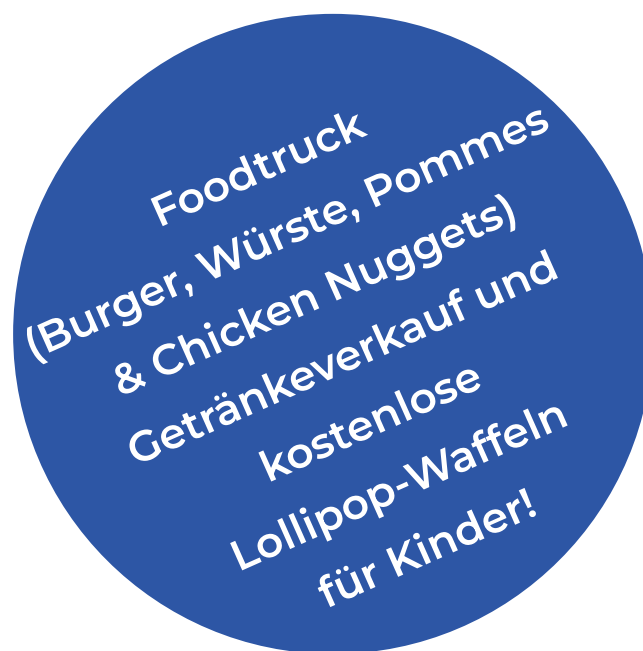 Foodtruck
(Burger, Würste, Pommes
& Chicken Nuggets)
Getränkeverkauf und
kostenlose
Lollipop-Waffeln
für Kinder!